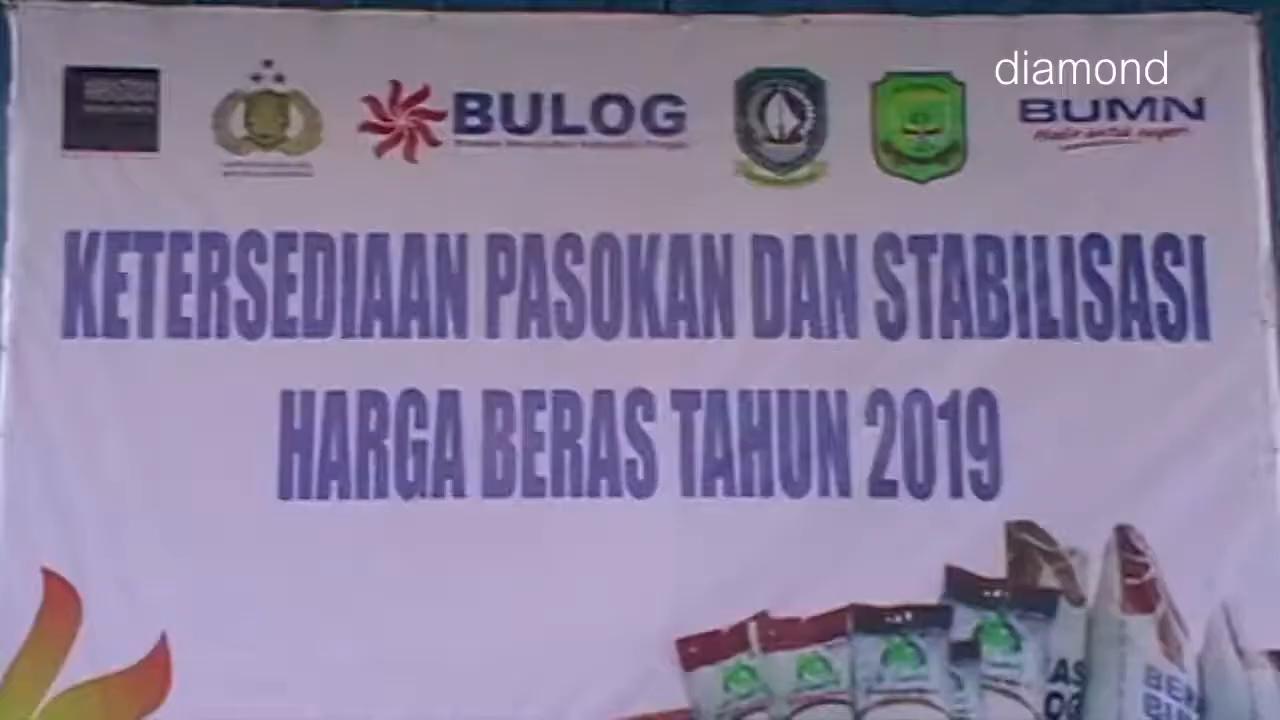 diamond
BULOG
BUMN
KETERSEDIAAN PASOKAN DAN STABILISASI
HARGA BERAS TAHUN 2019